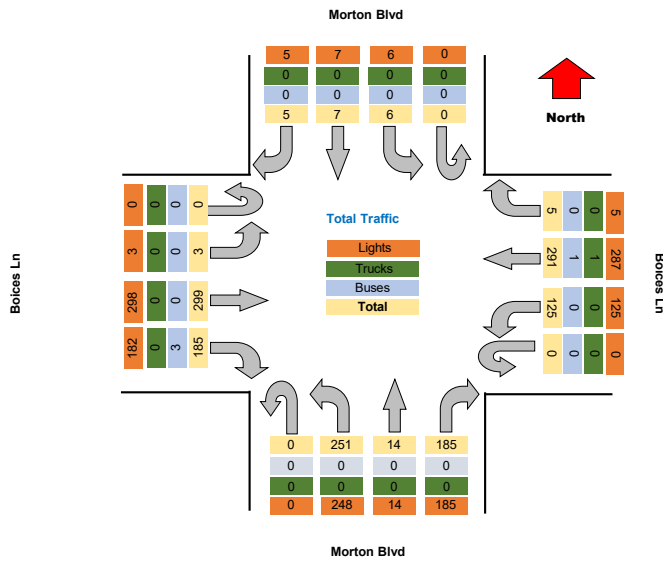 Morton Blvd
5 7 6 0
0 0 0 0
0 0 0 0
5 7 6 0
North
0 0 0 0
3 0 0 3
298 0 0 299
182 0 3 185
Boices Ln
Total Traffic
Lights
Trucks
Buses
Total
5 0 0 5
291 1 1 287
125 0 0 125
0 0 0 0
Boices Ln
0 251 14 185
0 0 0 0
0 0 0 0
0 248 14 185
Morton Blvd